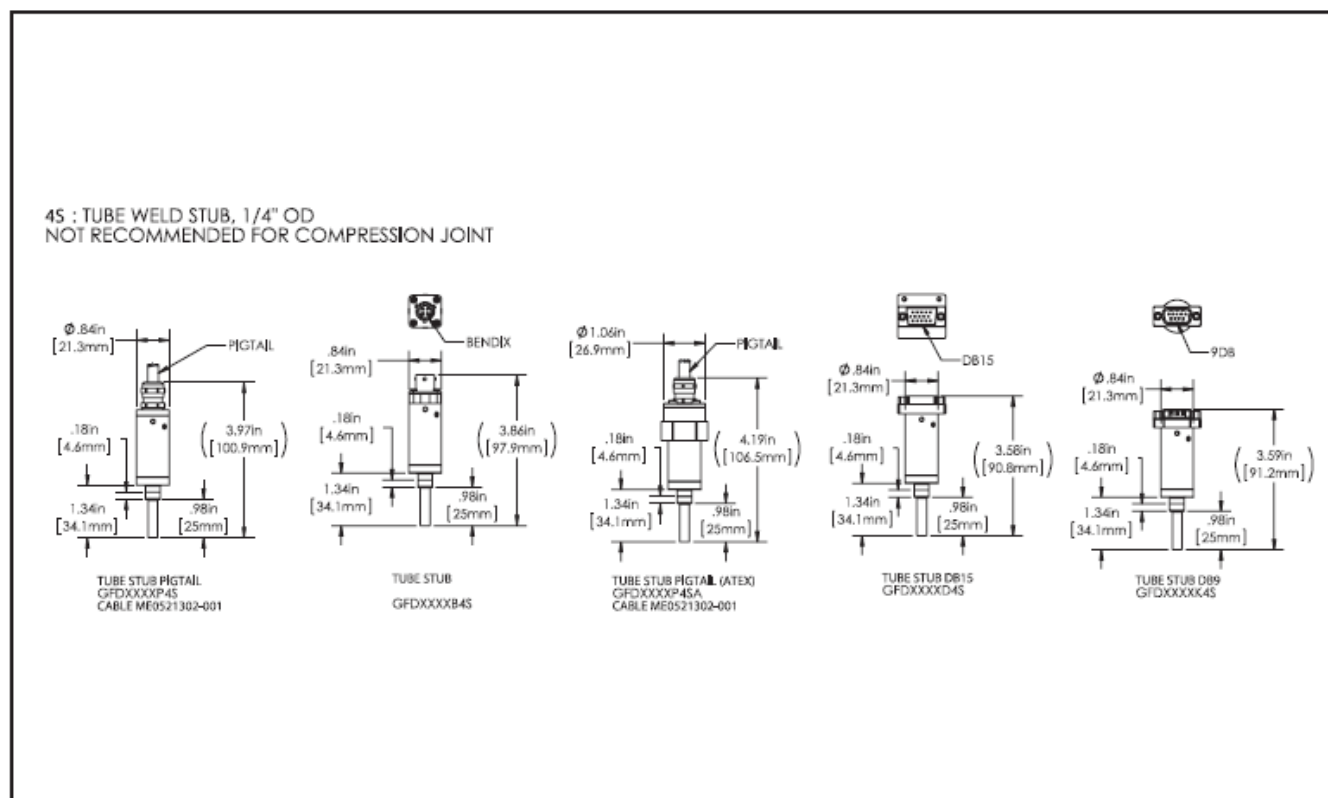 4S : TUBE WELD STUB, 1/4" OD
NOT RECOMMENDED FOR COMPRESSION JOINT
Ø.84in
[21.3mm]
PIGTAIL
.18in
[4.6mm]
3.97in
[100.9mm]
1.34in
[34.1mm]
.98in
[25mm]
TUBE STUB PIGTAIL
GFDXXXXP4S
CABLE ME0521302-001
BENDIX
.84in
[21.3mm]
.18in
[4.6mm]
3.86in
[97.9mm]
1.34in
[34.1mm]
.98in
[25mm]
TUBE STUB
GFDXXXXB4S
Ø1.06in
[26.9mm]
PIGTAIL
.18in
[4.6mm]
4.19in
[106.5mm]
1.34in
[34.1mm]
.98in
[25mm]
TUBE STUB PIGTAIL (ATEX)
GFDXXXXP4SA
CABLE ME0521302-001
DB15
Ø.84in
[21.3mm]
.18in
[4.6mm]
3.58in
[90.8mm]
1.34in
[34.1mm]
.98in
[25mm]
TUBE STUB DB15
GFDXXXXD4S
9DB
Ø.84in
[21.3mm]
.18in
[4.6mm]
3.59in
[91.2mm]
1.34in
[34.1mm]
.98in
[25mm]
TUBE STUB DB9
GFDXXXXK4S